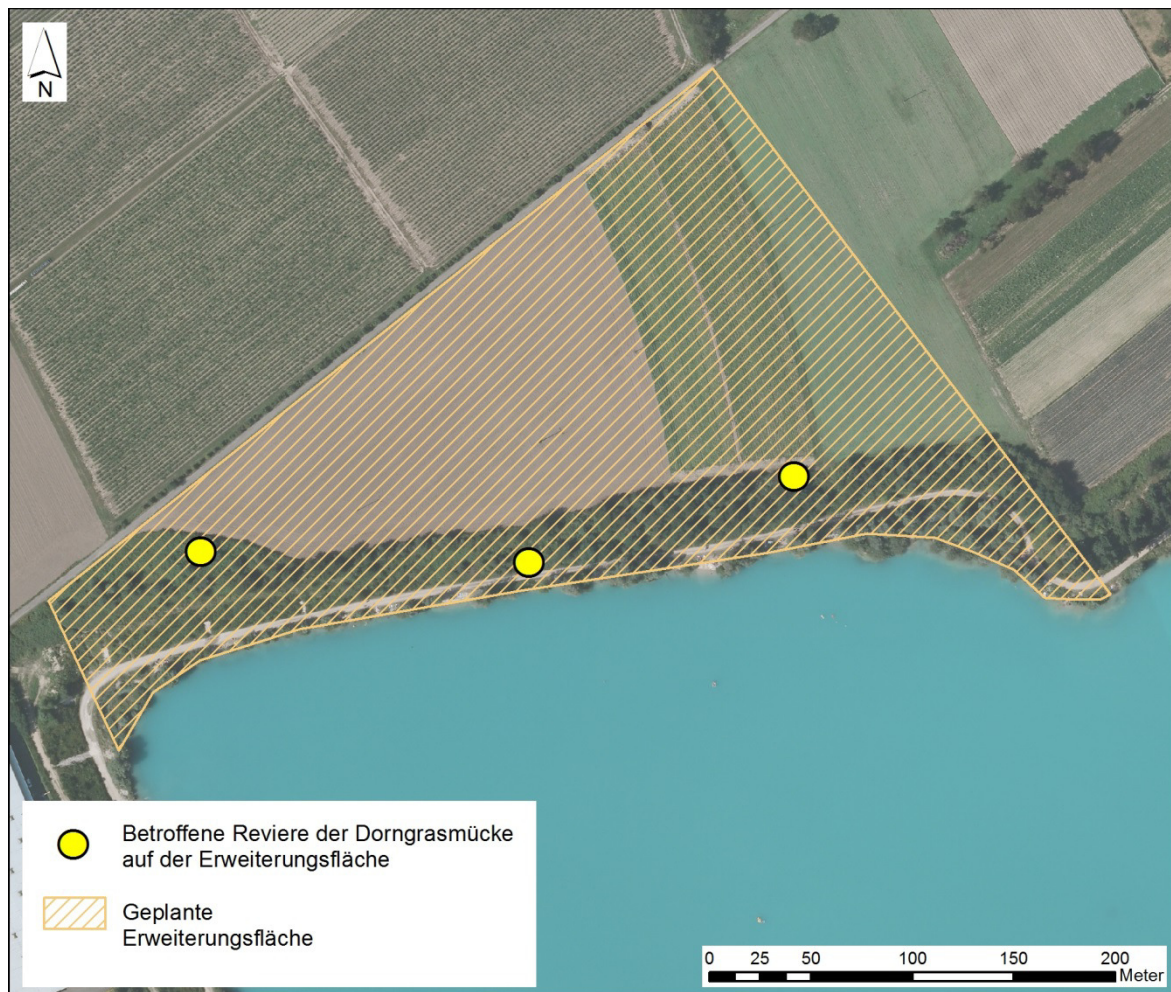 N
Betroffene Reviere der Dorngrasmücke
auf der Erweiterungsfläche
Geplante
Erweiterungsfläche
0 25 50 100 150 200
Meter